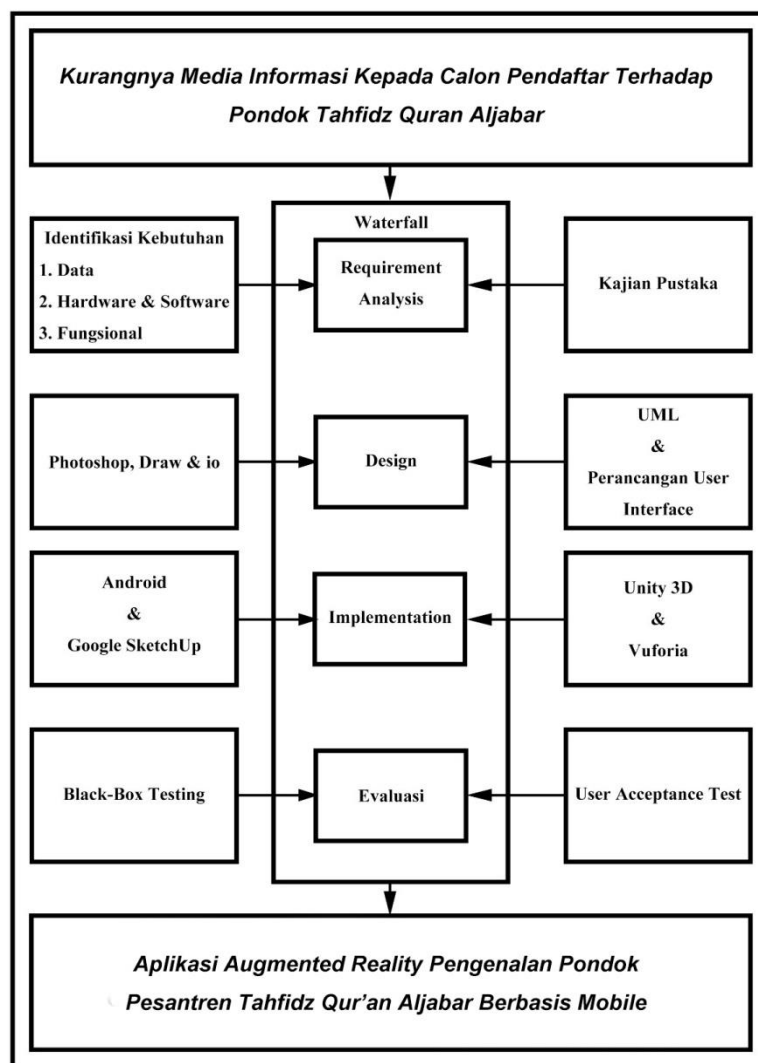 Kurangnya Media Informasi Kepada Calon Pendaftar Terhadap
Pondok Tahfidz Quran Aljabar
Waterfall
Identifikasi Kebutuhan
1. Data
2. Hardware & Software
3. Fungsional
Requirement
Analysis
Kajian Pustaka
Photoshop, Draw & io
Design
UML
&
Perancangan User
Interface
Android
&
Google SketchUp
Implementation
Unity 3D
&
Vuforia
Black-Box Testing
Evaluasi
User Acceptance Test
Aplikasi Augmented Reality Pengenalan Pondok
Pesantren Tahfidz Qur'an Aljabar Berbasis Mobile